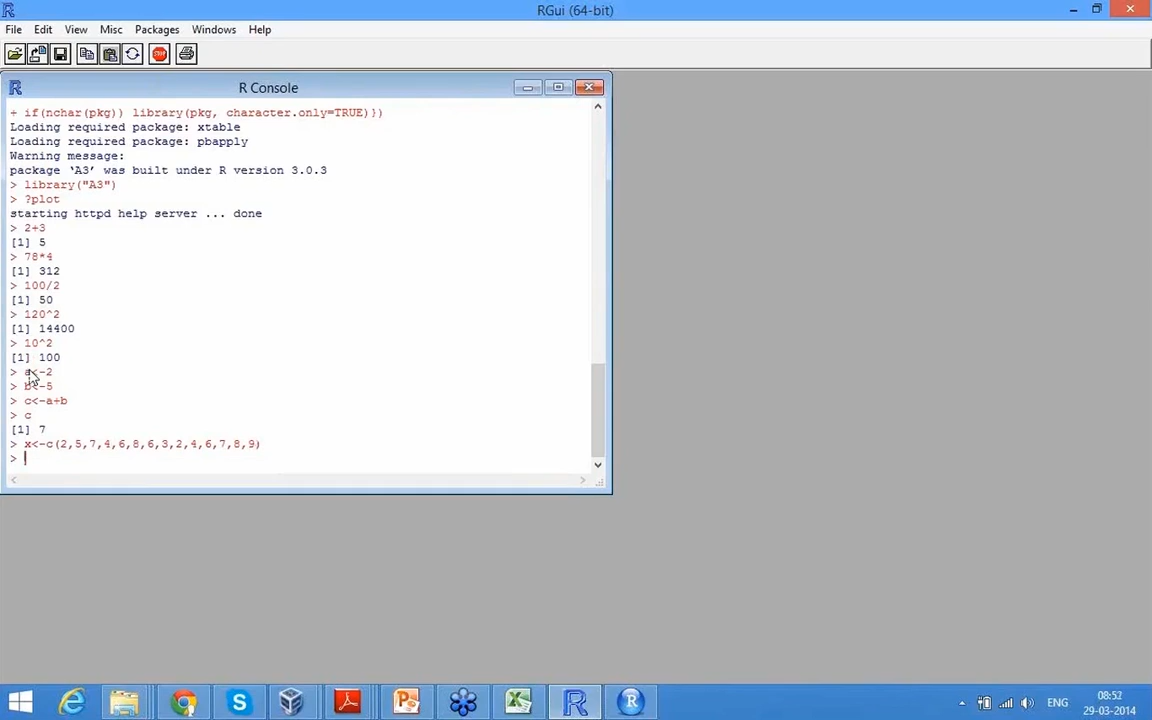 RGui (64-bit)
File Edit View Misc Packages Windows Help
STOP
R Console
+ if(nchar(pkg)) library(pkg, character.only=TRUE)})
Loading required package: xtable
Loading required package: pbapply
Warning message:
package ‘A3’ was built under R version 3.0.3
> library("A3")
> ?plot
starting httpd help server ... done
> 2+3
[1] 5
> 78*4
[1] 312
> 100/2
[1] 50
> 120^2
[1] 14400
> 10^2
[1] 100
> a<-2
> b<-5
> c<-a+b
> c
[1] 7
> x<-c(2,5,7,4,6,8,6,3,2,4,6,7,8,9)
>
ENG
08:52
29-03-2014